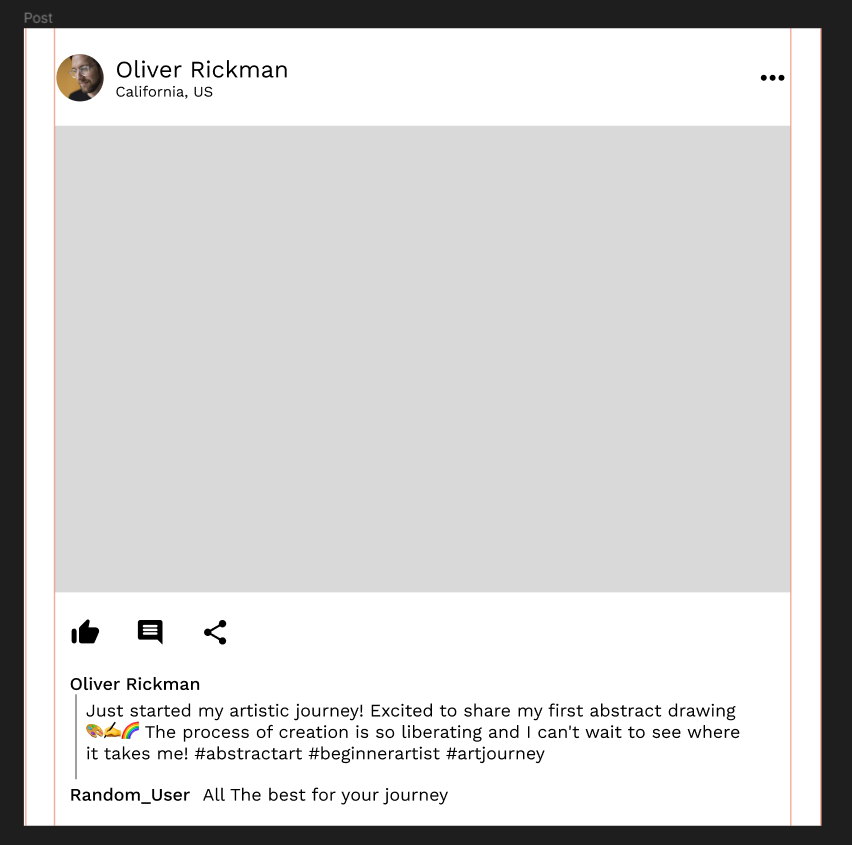 Post
Oliver Rickman
California, US
Oliver Rickman
Just started my artistic journey! Excited to share my first abstract drawing
🎨✍️🌈 The process of creation is so liberating and I can't wait to see where
it takes me! #abstractart #beginnerartist #artjourney
Random_User All The best for your journey